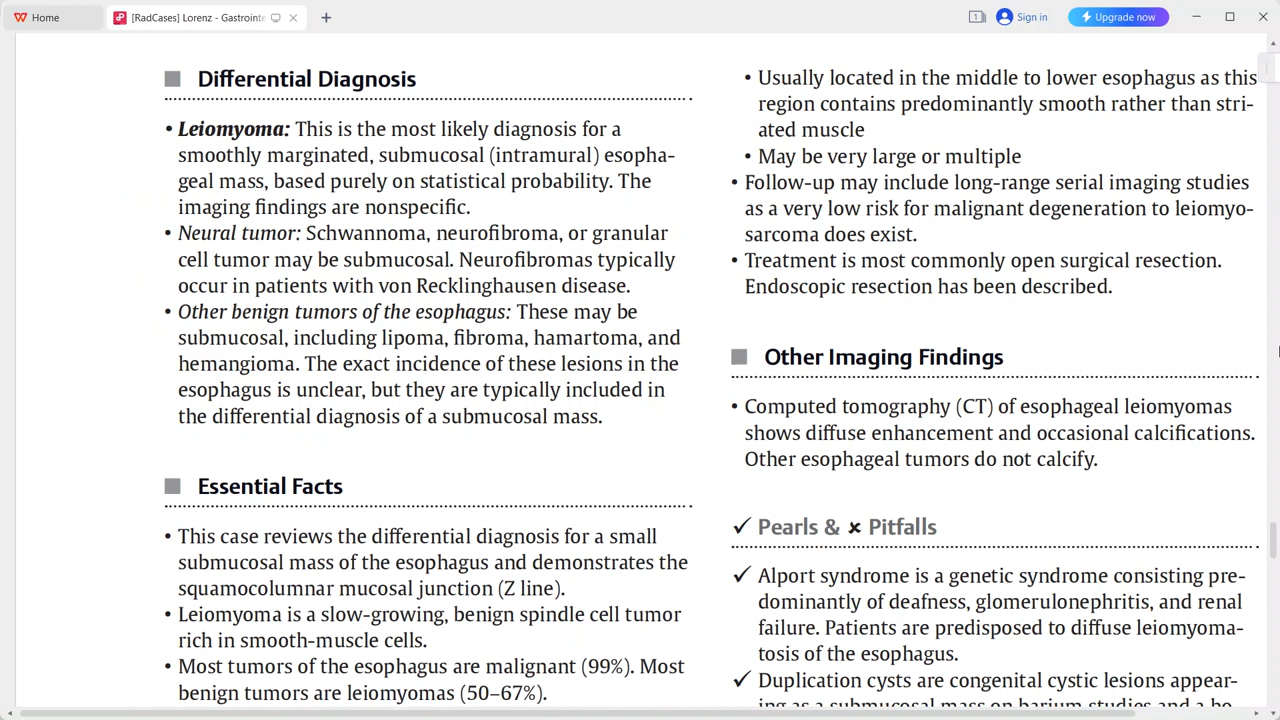 Home
[RadCases] Lorenz - Gastrointe
Sign in
Upgrade now
Differential Diagnosis
• Leiomyoma: This is the most likely diagnosis for a
smoothly marginated, submucosal (intramural) esopha-
geal mass, based purely on statistical probability. The
imaging findings are nonspecific.
• Neural tumor: Schwannoma, neurofibroma, or granular
cell tumor may be submucosal. Neurofibromas typically
occur in patients with von Recklinghausen disease.
• Other benign tumors of the esophagus: These may be
submucosal, including lipoma, fibroma, hamartoma, and
hemangioma. The exact incidence of these lesions in the
esophagus is unclear, but they are typically included in
the differential diagnosis of a submucosal mass.
Essential Facts
• This case reviews the differential diagnosis for a small
submucosal mass of the esophagus and demonstrates the
squamocolumnar mucosal junction (Z line).
• Leiomyoma is a slow-growing, benign spindle cell tumor
rich in smooth-muscle cells.
• Most tumors of the esophagus are malignant (99%). Most
benign tumors are leiomyomas (50–67%).
• Usually located in the middle to lower esophagus as this
region contains predominantly smooth rather than stri-
ated muscle
• May be very large or multiple
• Follow-up may include long-range serial imaging studies
as a very low risk for malignant degeneration to leiomyo-
sarcoma does exist.
• Treatment is most commonly open surgical resection.
Endoscopic resection has been described.
Other Imaging Findings
• Computed tomography (CT) of esophageal leiomyomas
shows diffuse enhancement and occasional calcifications.
Other esophageal tumors do not calcify.
✓ Pearls & ✗ Pitfalls
✓ Alport syndrome is a genetic syndrome consisting pre-
dominantly of deafness, glomerulonephritis, and renal
failure. Patients are predisposed to diffuse leiomyoma-
tosis of the esophagus.
✓ Duplication cysts are congenital cystic lesions appear-
ing as a submucosal mass on barium studies and a ho